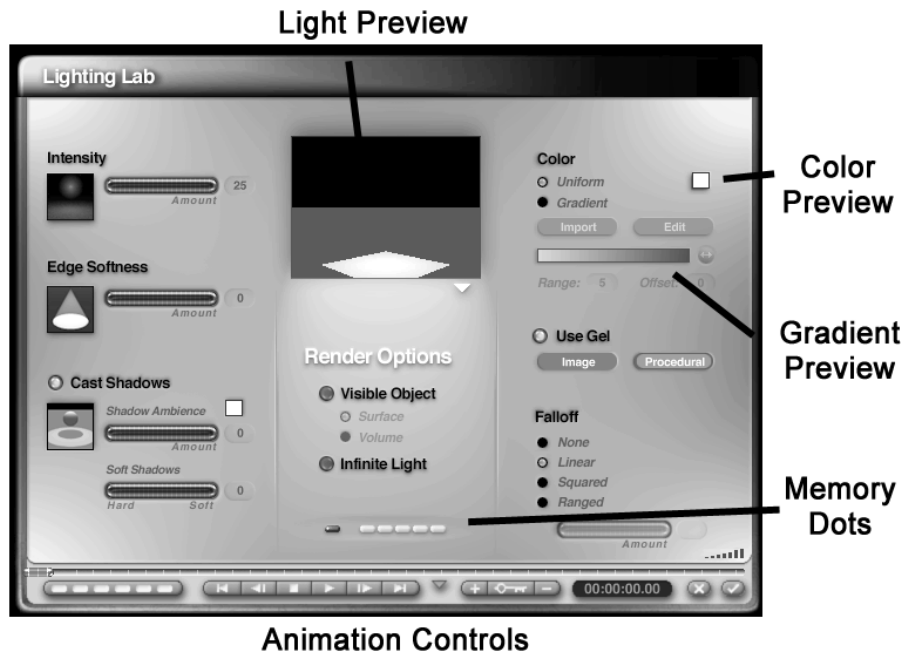 Light Preview
Lighting Lab
Intensity
25
Amount
Edge Softness
0
Amount
Cast Shadows
Shadow Ambience
0
Amount
Soft Shadows
0
Hard Soft
Render Options
Visible Object
Surface
Volume
Infinite Light
Color
Uniform
Gradient
Import Edit
Range: 5 Offset: 0
Use Gel
Image Procedural
Falloff
None
Linear
Squared
Ranged
Amount
00:00:00.00
Color
Preview
Gradient
Preview
Memory
Dots
Animation Controls